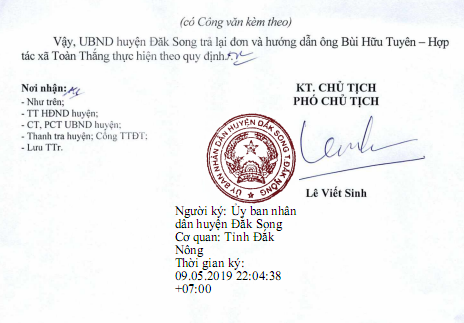 (có Công văn kèm theo)
Vậy, UBND huyện Đăk Song trả lại đơn và hướng dẫn ông Bùi Hữu Tuyên – Hợp
tác xã Toàn Thắng thực hiện theo quy định.
Nơi nhận:
- Như trên;
- TT HĐND huyện;
- CT, PCT UBND huyện;
- Thanh tra huyện; Cổng TTĐT;
- Lưu TTr.
KT. CHỦ TỊCH
PHÓ CHỦ TỊCH
ỦY BAN NHÂN DÂN HUYỆN ĐĂK SONG T.ĐĂK NÔNG
Lê Viết Sinh
Người ký: Ủy ban nhân
dân huyện Đăk Song
Cơ quan: Tỉnh Đăk
Nông
Thời gian ký:
09.05.2019 22:04:38
+07:00